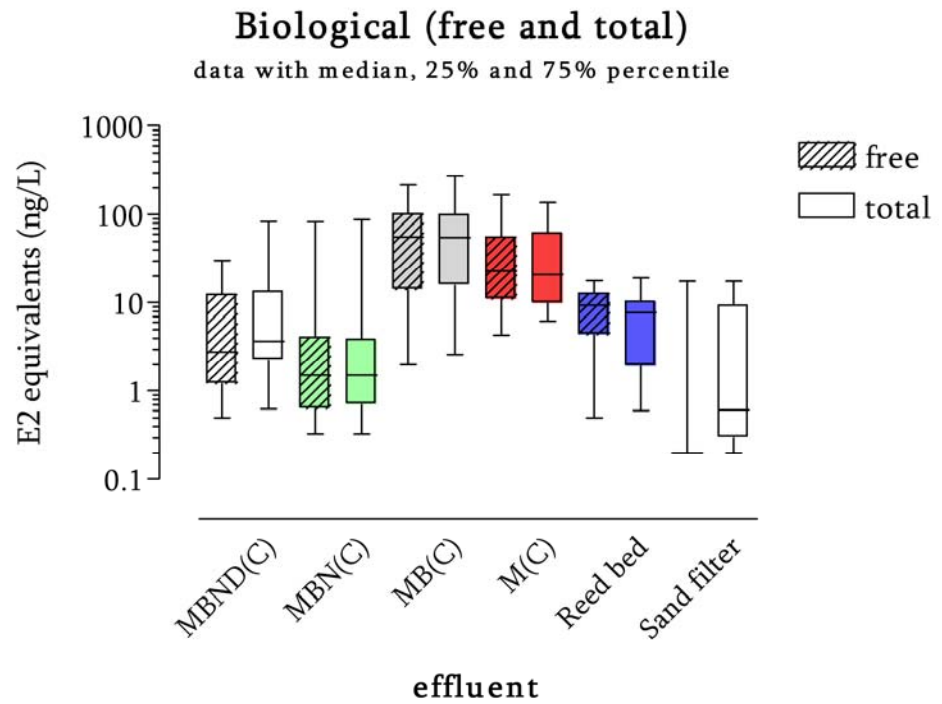 Biological (free and total)
data with median, 25% and 75% percentile
E2 equivalents (ng/L)
1000
100
10
1
0.1
free
total
MBND(C)
MBN(C)
MB(C)
M(C)
Reed bed
Sand filter
effluent